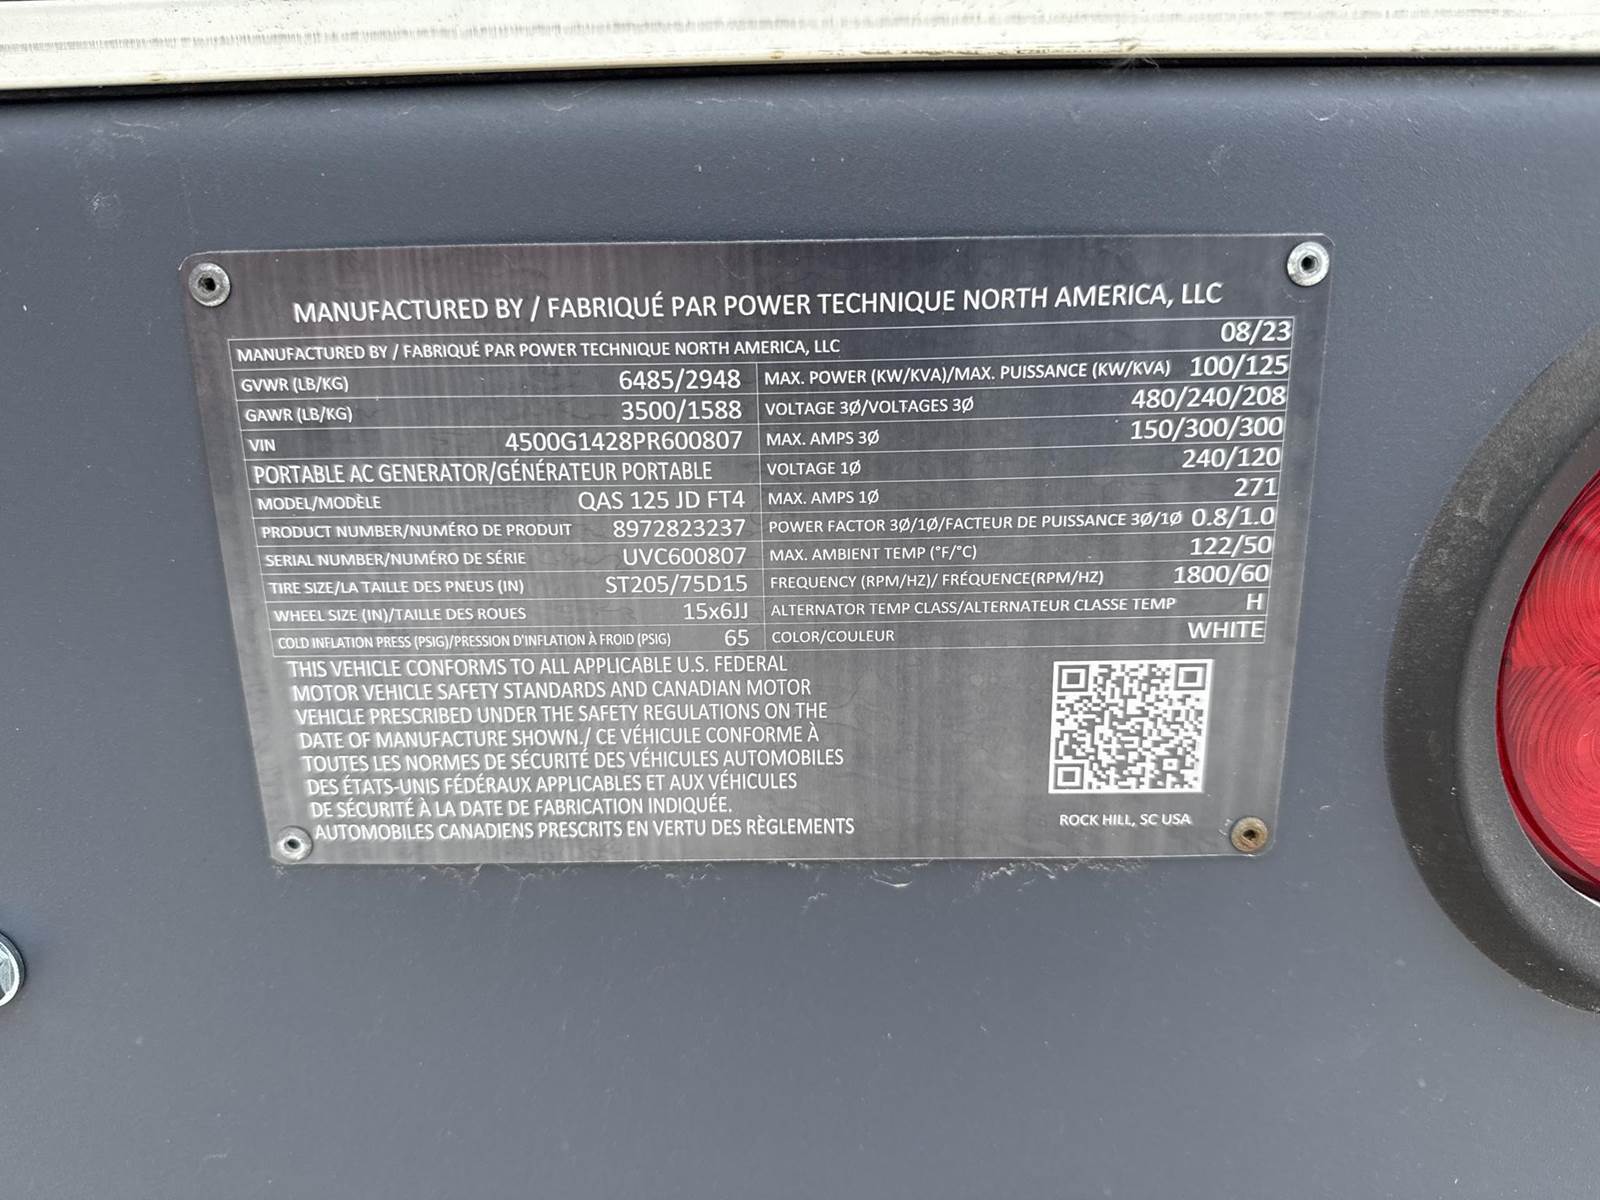 MANUFACTURED BY / FABRIQUÉ PAR POWER TECHNIQUE NORTH AMERICA, LLC
MANUFACTURED BY / FABRIQUÉ PAR POWER TECHNIQUE NORTH AMERICA, LLC 08/23
GVWR (LB/KG) 6485/2948 MAX. POWER (KW/KVA)/MAX. PUISSANCE (KW/KVA) 100/125
GAWR (LB/KG) 3500/1588 VOLTAGE 3Ø/VOLTAGES 3Ø 480/240/208
VIN 4500G1428PR600807 MAX. AMPS 3Ø 150/300/300
PORTABLE AC GENERATOR/GÉNÉRATEUR PORTABLE VOLTAGE 1Ø 240/120
MODEL/MODÈLE QAS 125 JD FT4 MAX. AMPS 1Ø 271
PRODUCT NUMBER/NUMÉRO DE PRODUIT 8972823237 POWER FACTOR 3Ø/1Ø/FACTEUR DE PUISSANCE 3Ø/1Ø 0.8/1.0
SERIAL NUMBER/NUMÉRO DE SÉRIE UVC600807 MAX. AMBIENT TEMP (°F/°C) 122/50
TIRE SIZE/LA TAILLE DES PNEUS (IN) ST205/75D15 FREQUENCY (RPM/HZ)/ FRÉQUENCE(RPM/HZ) 1800/60
WHEEL SIZE (IN)/TAILLE DES ROUES 15x6JJ ALTERNATOR TEMP CLASS/ALTERNATEUR CLASSE TEMP H
COLD INFLATION PRESS (PSIG)/PRESSION D'INFLATION À FROID (PSIG) 65 COLOR/COULEUR WHITE
THIS VEHICLE CONFORMS TO ALL APPLICABLE U.S. FEDERAL
MOTOR VEHICLE SAFETY STANDARDS AND CANADIAN MOTOR
VEHICLE PRESCRIBED UNDER THE SAFETY REGULATIONS ON THE
DATE OF MANUFACTURE SHOWN./ CE VÉHICULE CONFORME À
TOUTES LES NORMES DE SÉCURITÉ DES VÉHICULES AUTOMOBILES
DES ÉTATS-UNIS FÉDÉRAUX APPLICABLES ET AUX VÉHICULES
DE SÉCURITÉ À LA DATE DE FABRICATION INDIQUÉE.
AUTOMOBILES CANADIENS PRESCRITS EN VERTU DES RÈGLEMENTS
ROCK HILL, SC USA